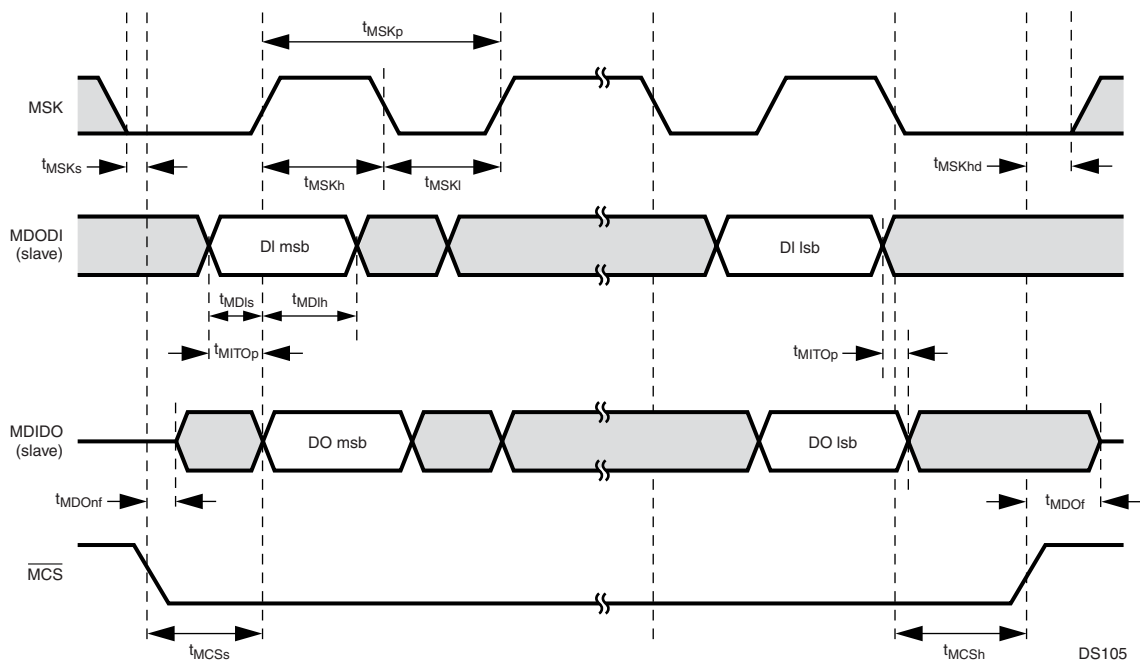 tMSKp
MSK
tMSKs
tMSKh
tMSKl
tMSKhd
MDODI
(slave)
DI msb
DI lsb
tMDIs
tMDIh
tMITOp
tMITOp
MDIDO
(slave)
DO msb
DO lsb
tMDOnf
tMDOf
MCS
tMCSs
tMCSh
DS105